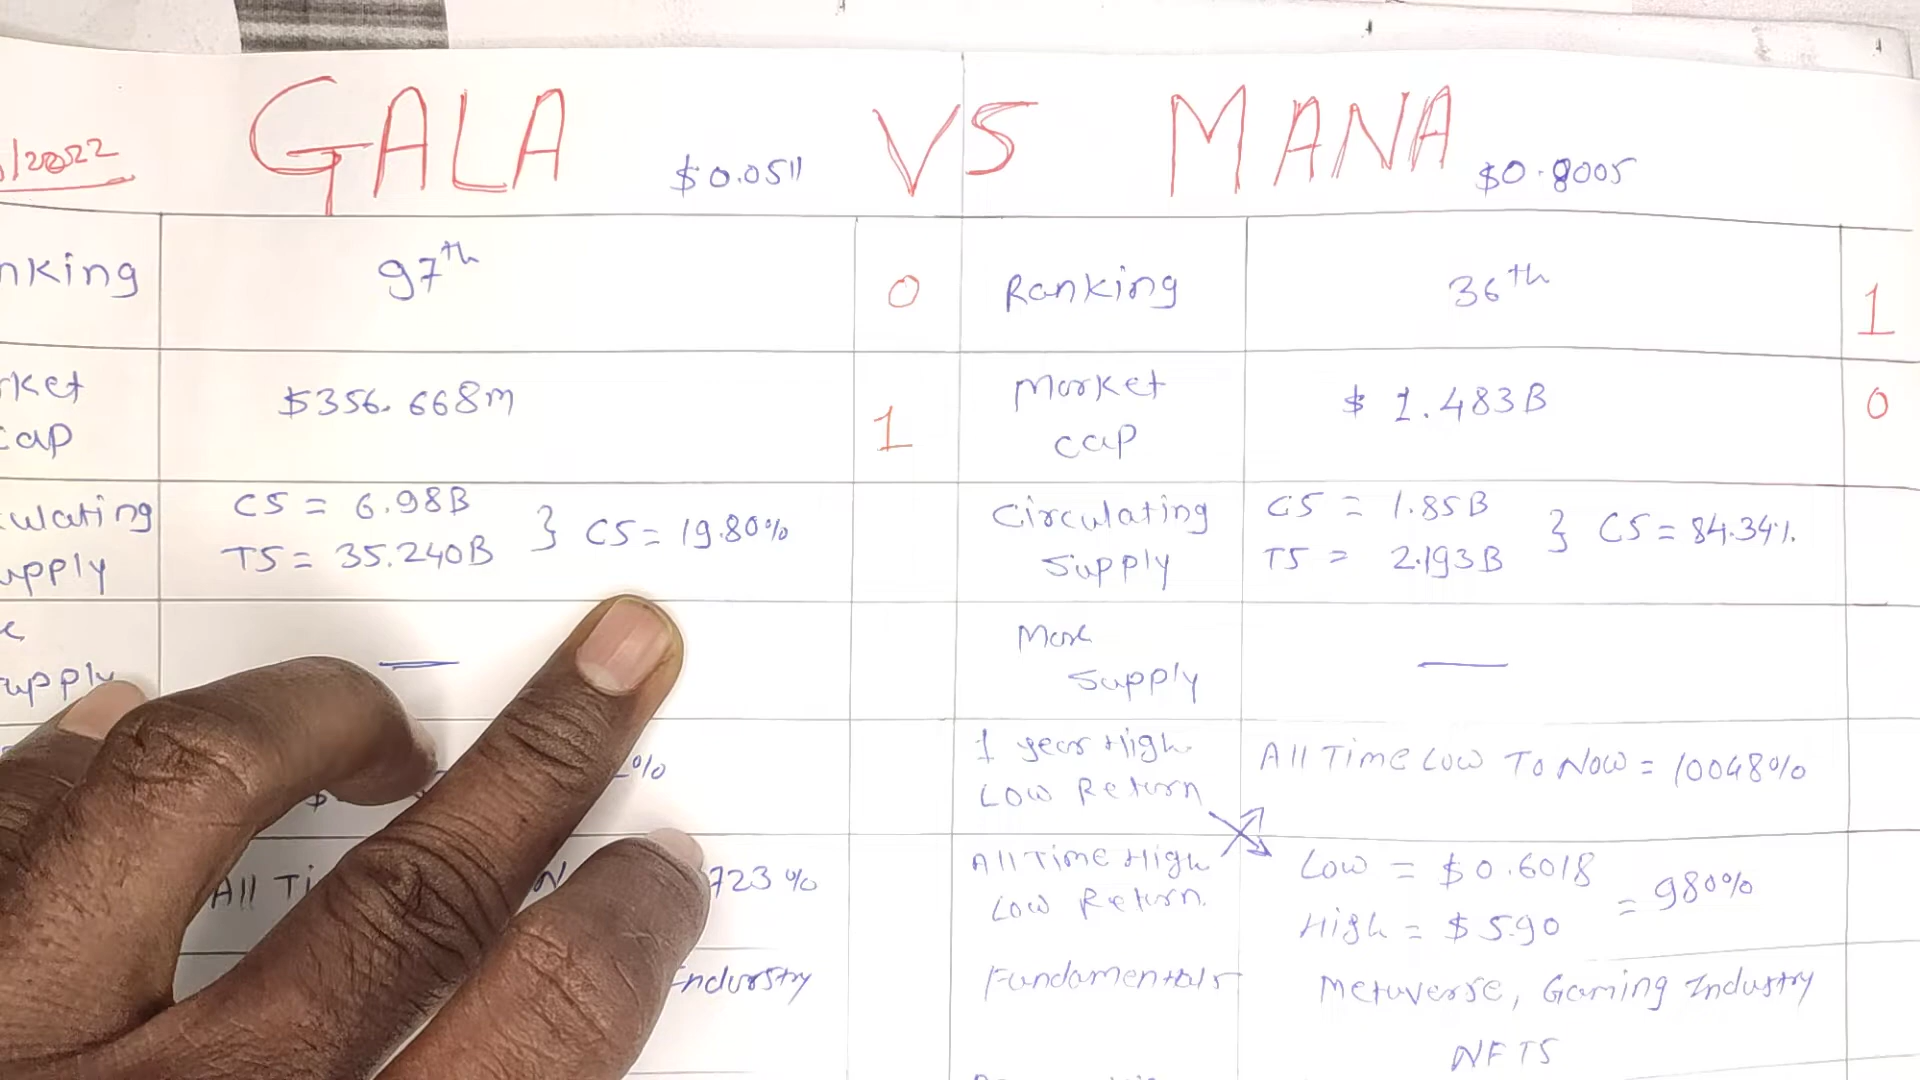 /2022
GALA $0.0511 VS MANA $0.8005
nking 97th 0 Ranking 36th 1
rket
cap $356.668m 1 Market
cap $ 1.483B 0
culating
upply CS = 6.98B
TS = 35.240B } CS = 19.80%
Circulating
Supply CS = 1.85B
TS = 2.193B } CS = 84.34%.
upply — Max
Supply —
% 1 year High
Low Return All Time Low To Now = 10048%
All Ti 723% All Time High
Low Return. Low = $0.6018
High = $5.90 = 980%
Industry Fundamentals Metaverse, Gaming Industry
NFTS